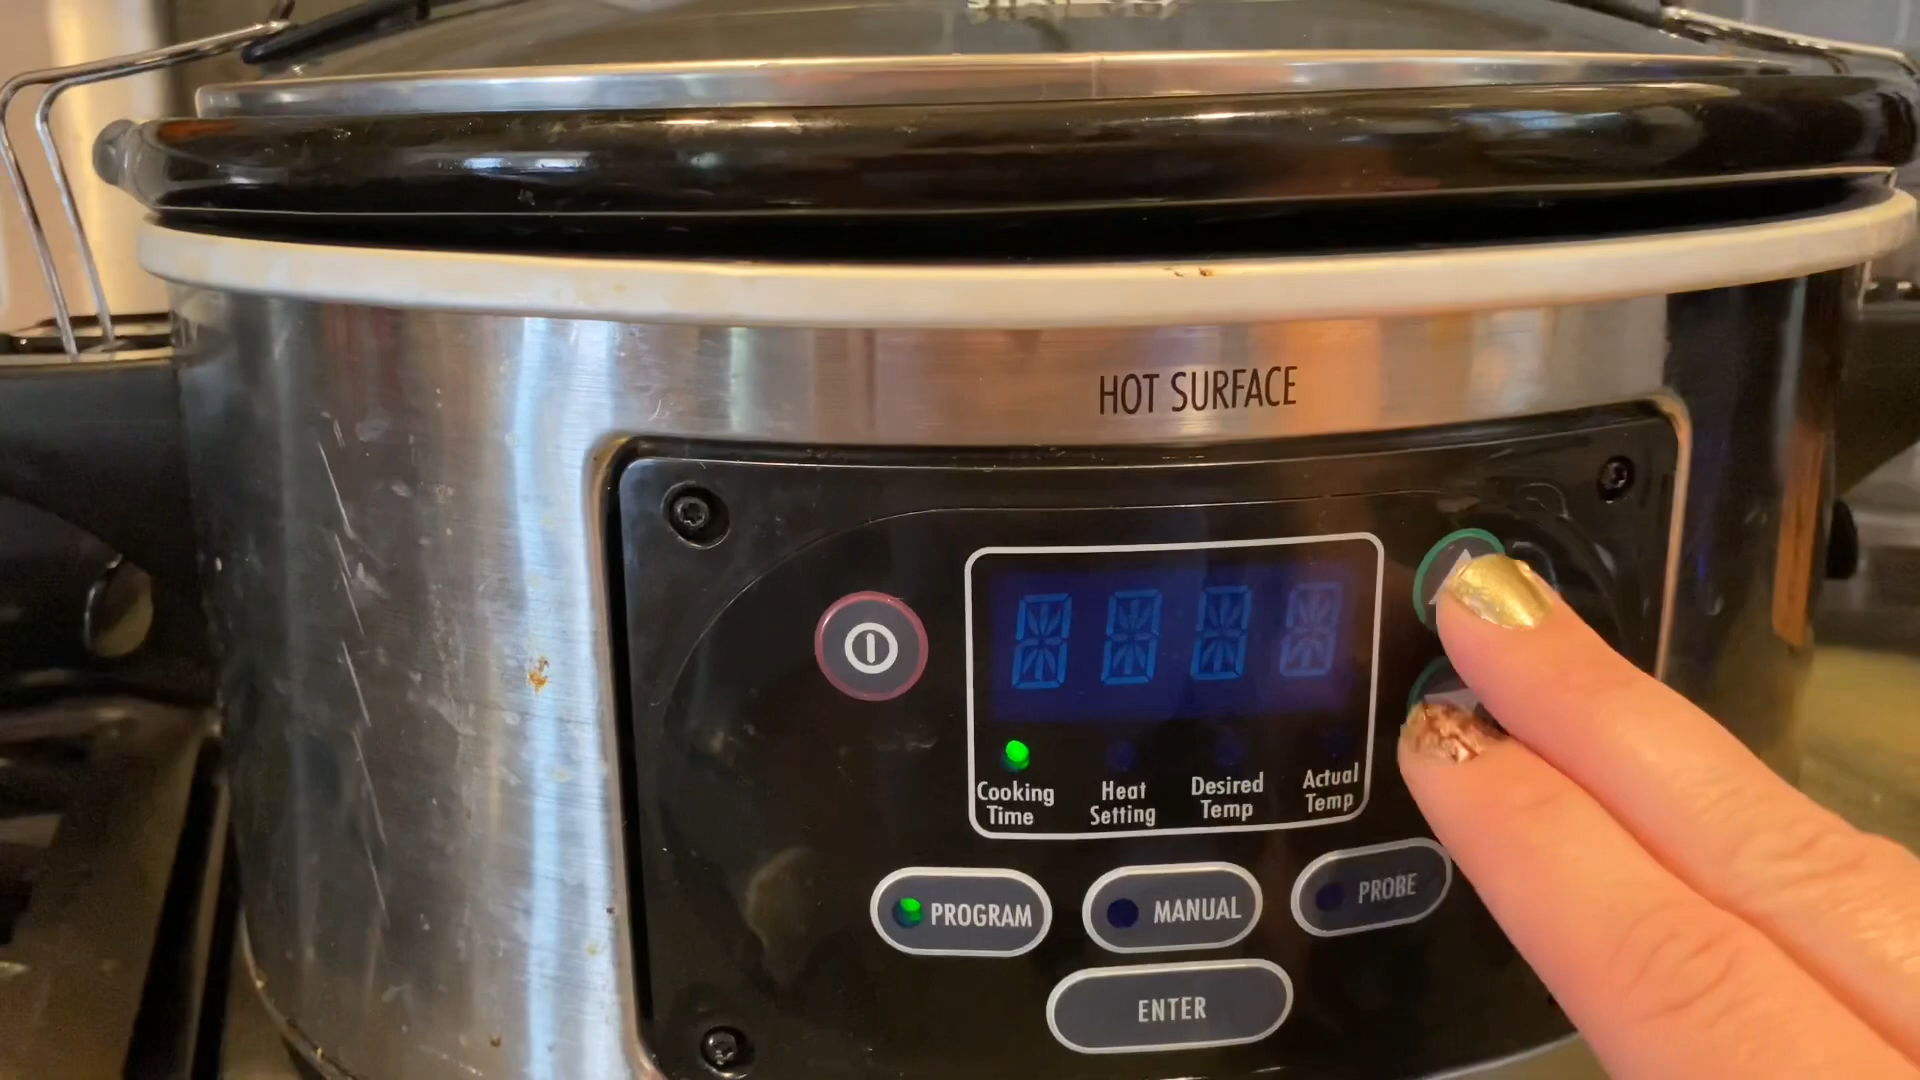 HOT SURFACE
Cooking
Time
Heat
Setting
Desired
Temp
Actual
Temp
PROGRAM
MANUAL
PROBE
ENTER